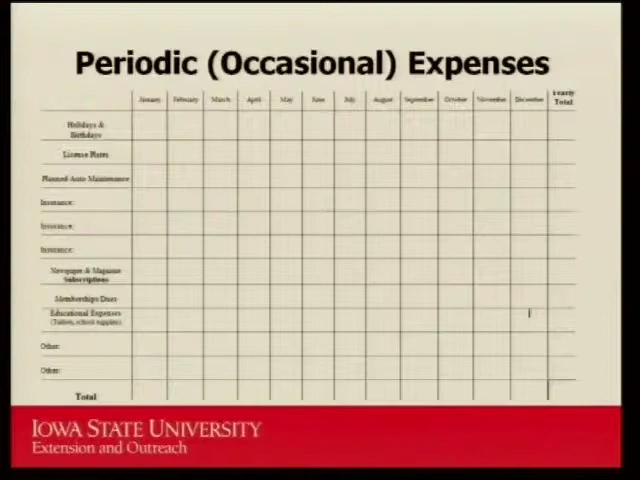 Periodic (Occasional) Expenses
January February March April May June July August September October November December Yearly
Total
Holidays &
Birthdays
License Plates
Planned Auto Maintenance
Insurance:
Insurance:
Insurance:
Newspaper & Magazine
Subscriptions
Memberships Dues
Educational Expenses
(Tuition, school supplies)
Other:
Other:
Total
IOWA STATE UNIVERSITY
Extension and Outreach